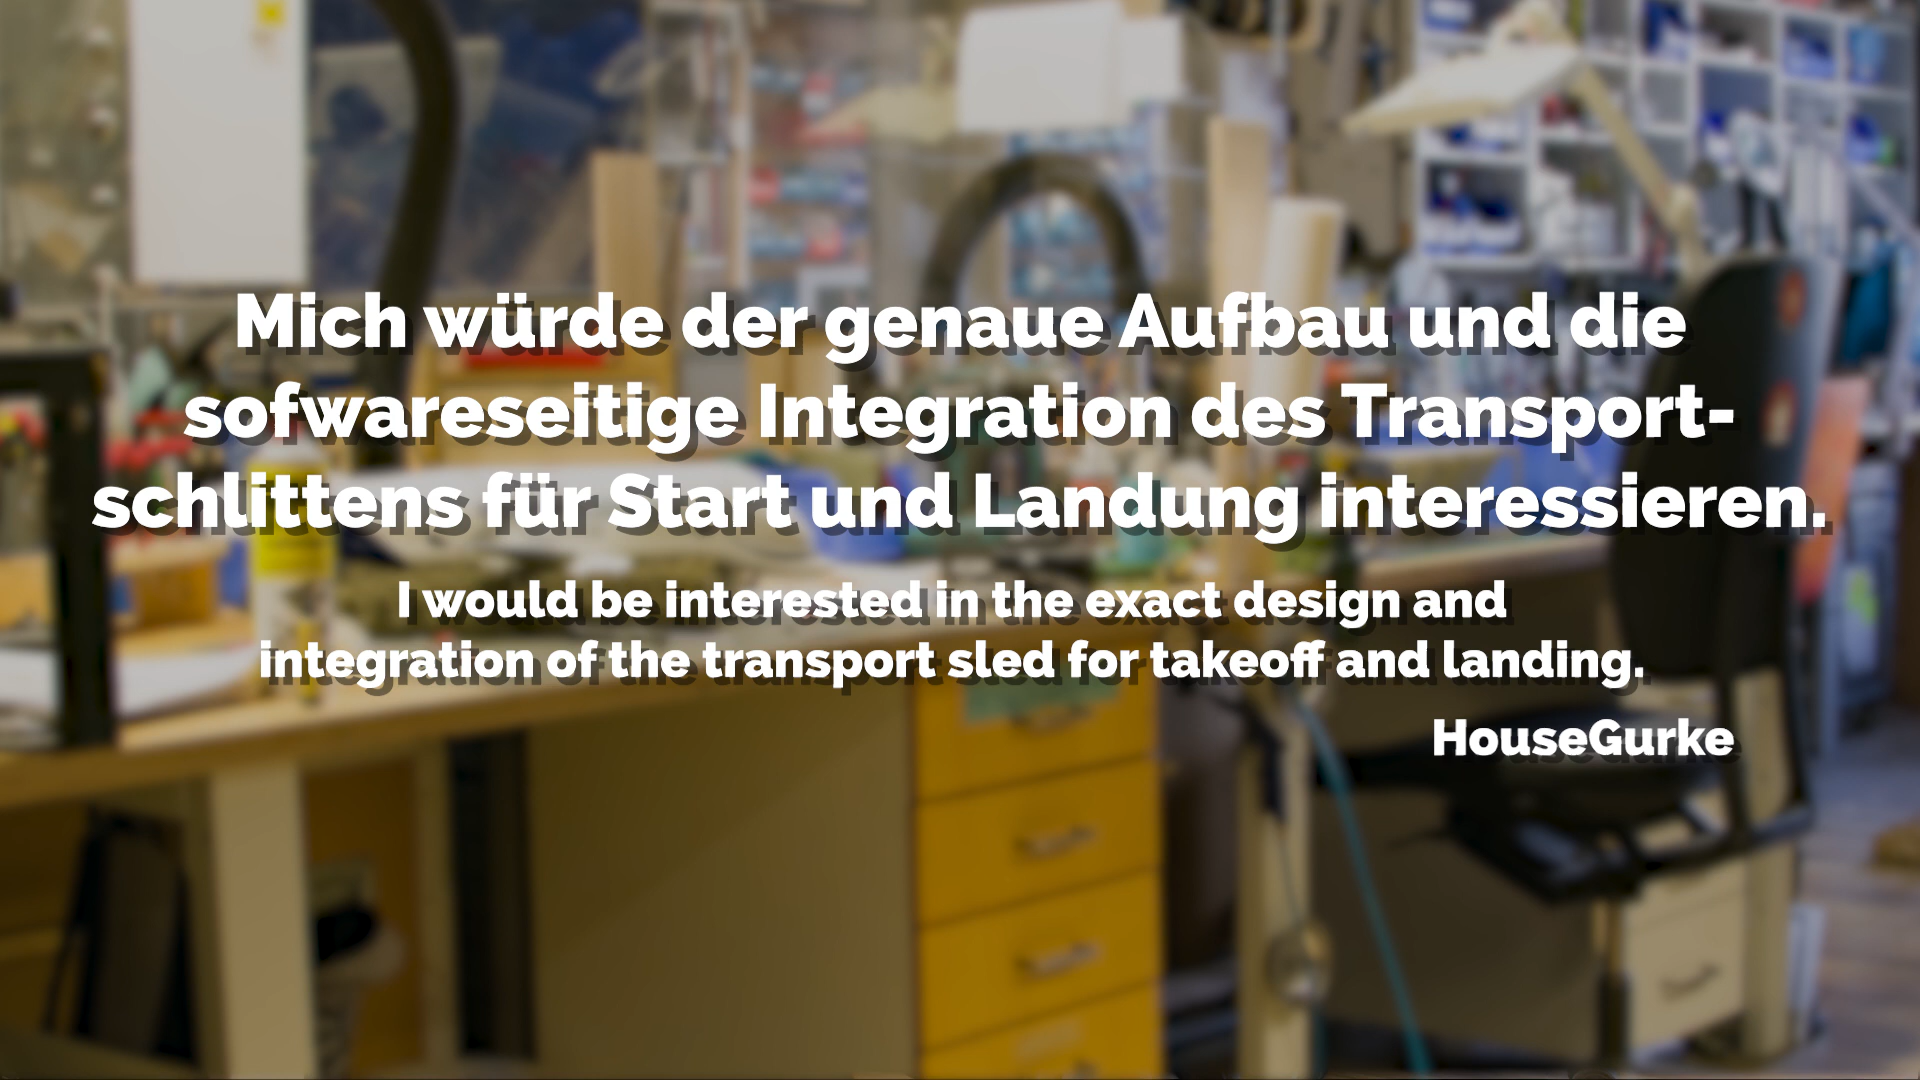 Mich würde der genaue Aufbau und die
sofwareseitige Integration des Transport-
schlittens für Start und Landung interessieren.
I would be interested in the exact design and
integration of the transport sled for takeoff and landing.
HouseGurke